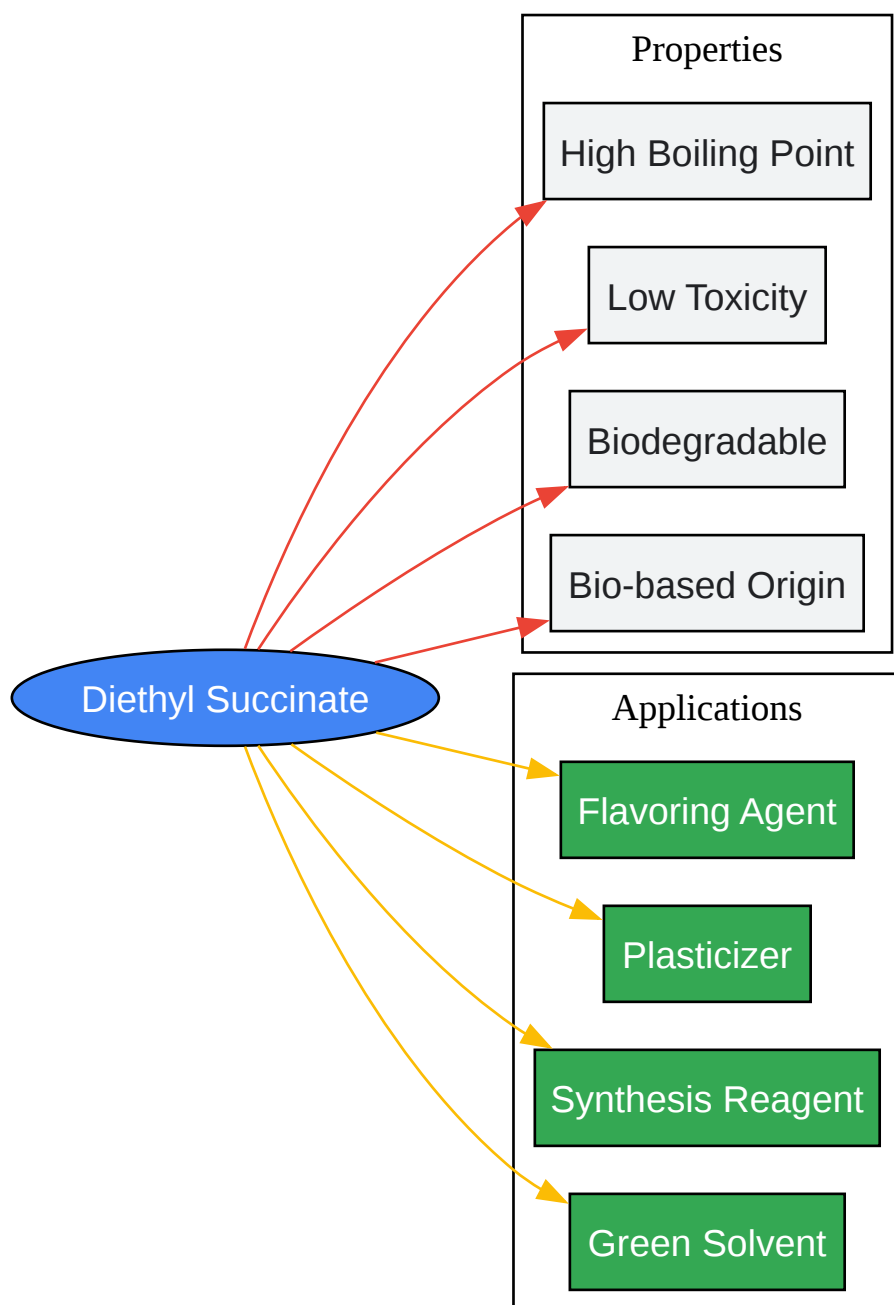 Properties
High Boiling Point
Low Toxicity
Biodegradable
Bio-based Origin
Diethyl Succinate
Applications
Flavoring Agent
Plasticizer
Synthesis Reagent
Green Solvent